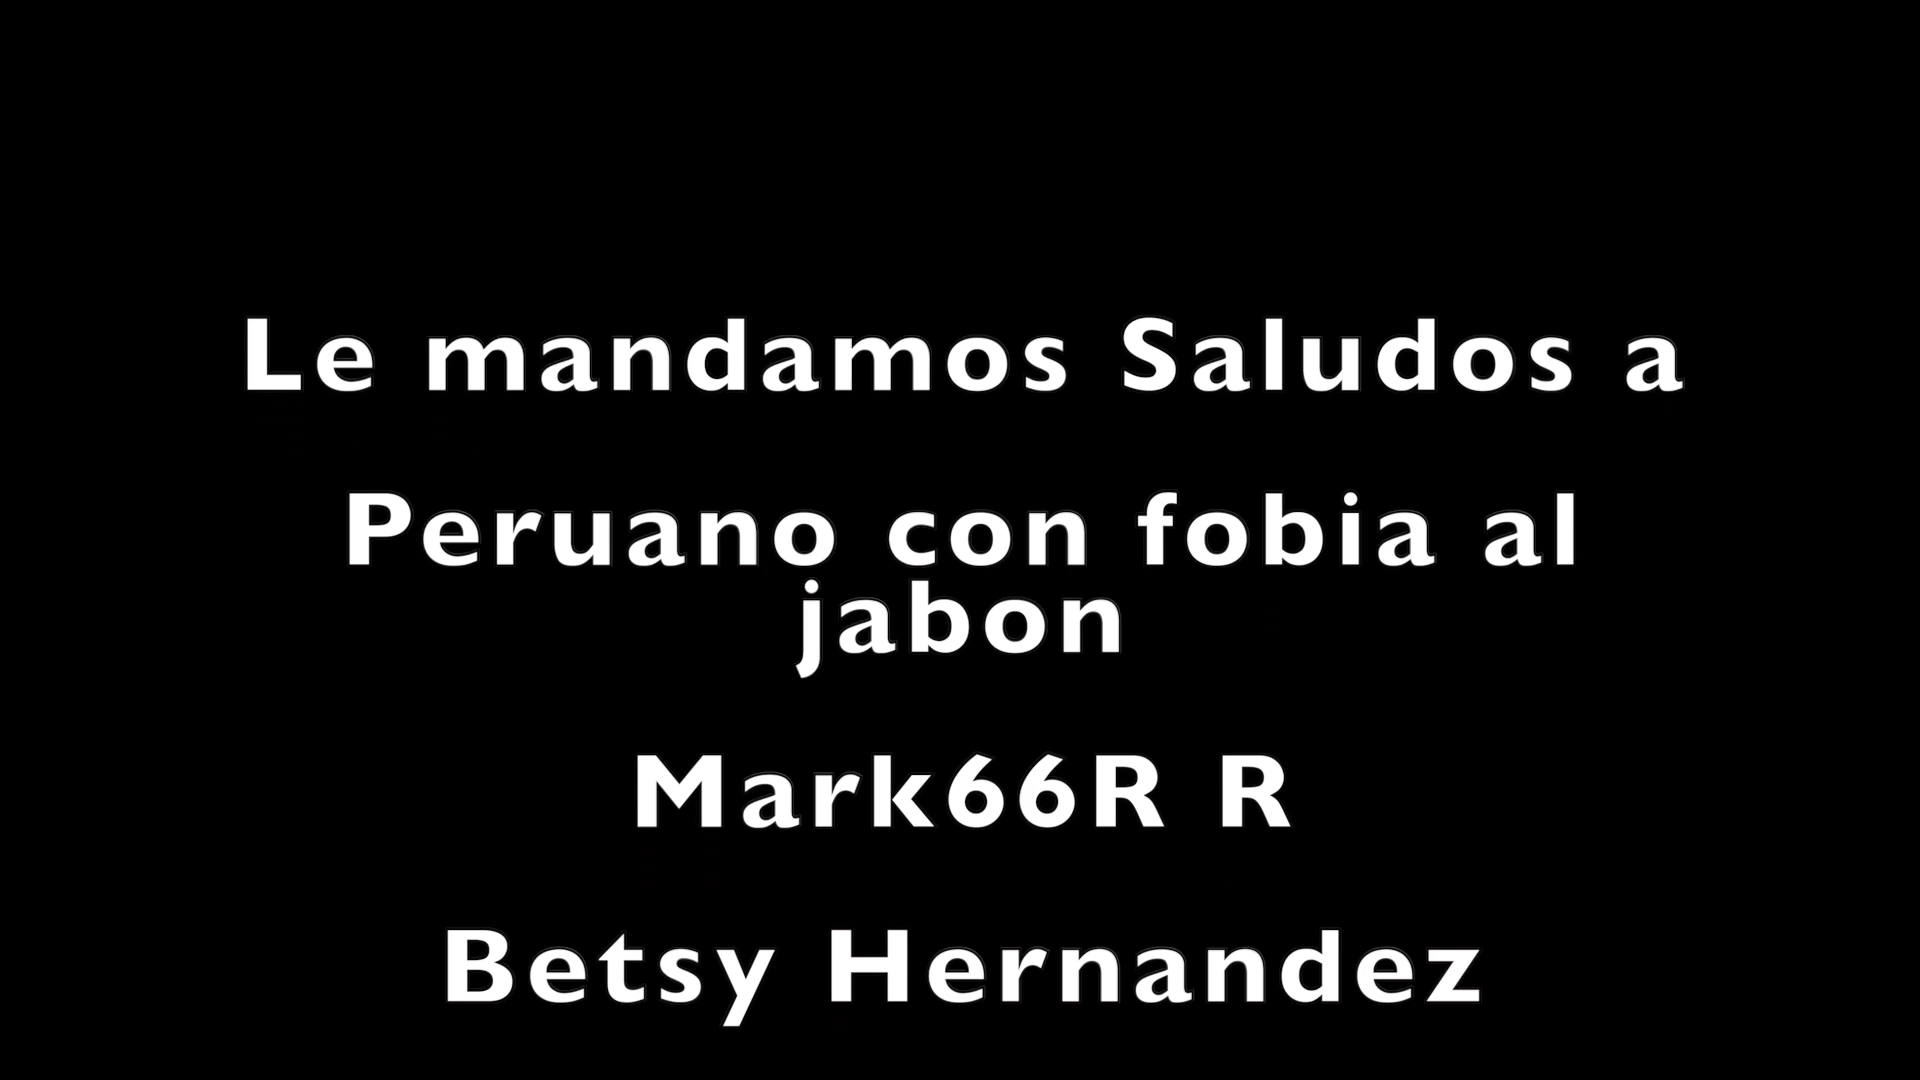 Le mandamos Saludos a
Peruano con fobia al
jabon
Mark66R R
Betsy Hernandez